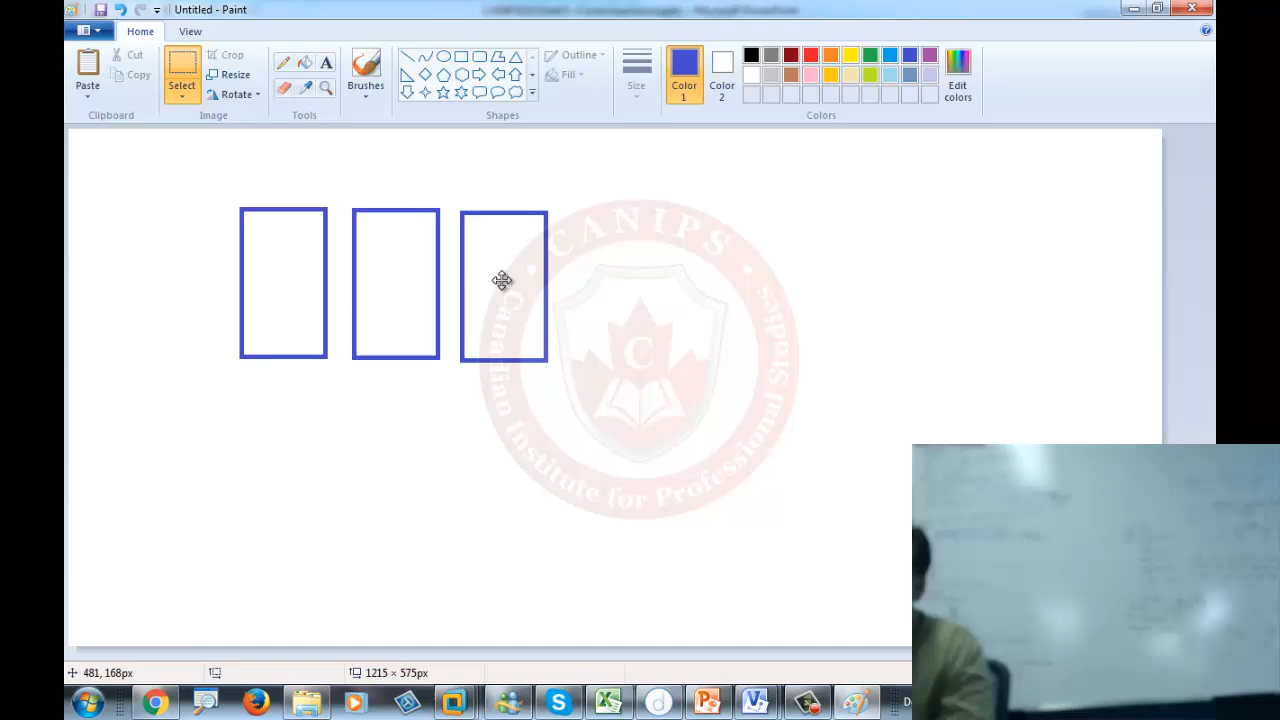 Untitled - Paint
Home
View
Paste
Cut
Copy
Clipboard
Select
Crop
Resize
Rotate
Image
A
Tools
Brushes
Shapes
Outline
Fill
Size
Color 1
Color 2
Edit colors
Colors
CANIPS
C
Canadian Institute for Professional Studies
481, 168px
1215 × 575px